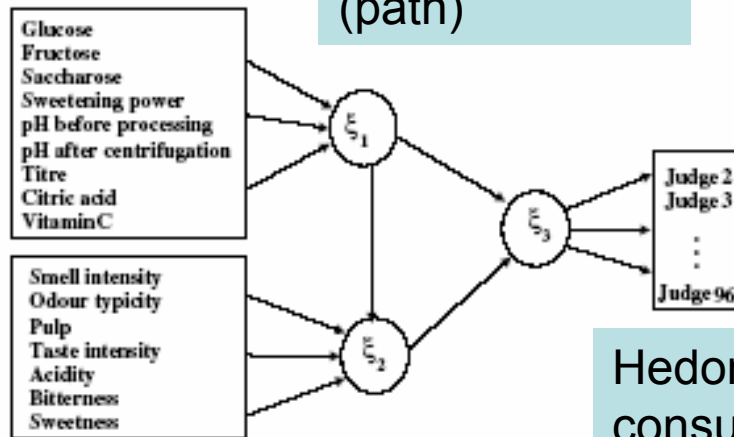 (path)
Glucose
Fructose
Saccharose
Sweetening power
pH before processing
pH after centrifugation
Titre
Citric acid
VitaminC
ξ1
Judge 2
Judge 3
⋮
Judge 96
ξ3
Smell intensity
Odour typicity
Pulp
Taste intensity
Acidity
Bitterness
Sweetness
ξ2
Hedon
consu